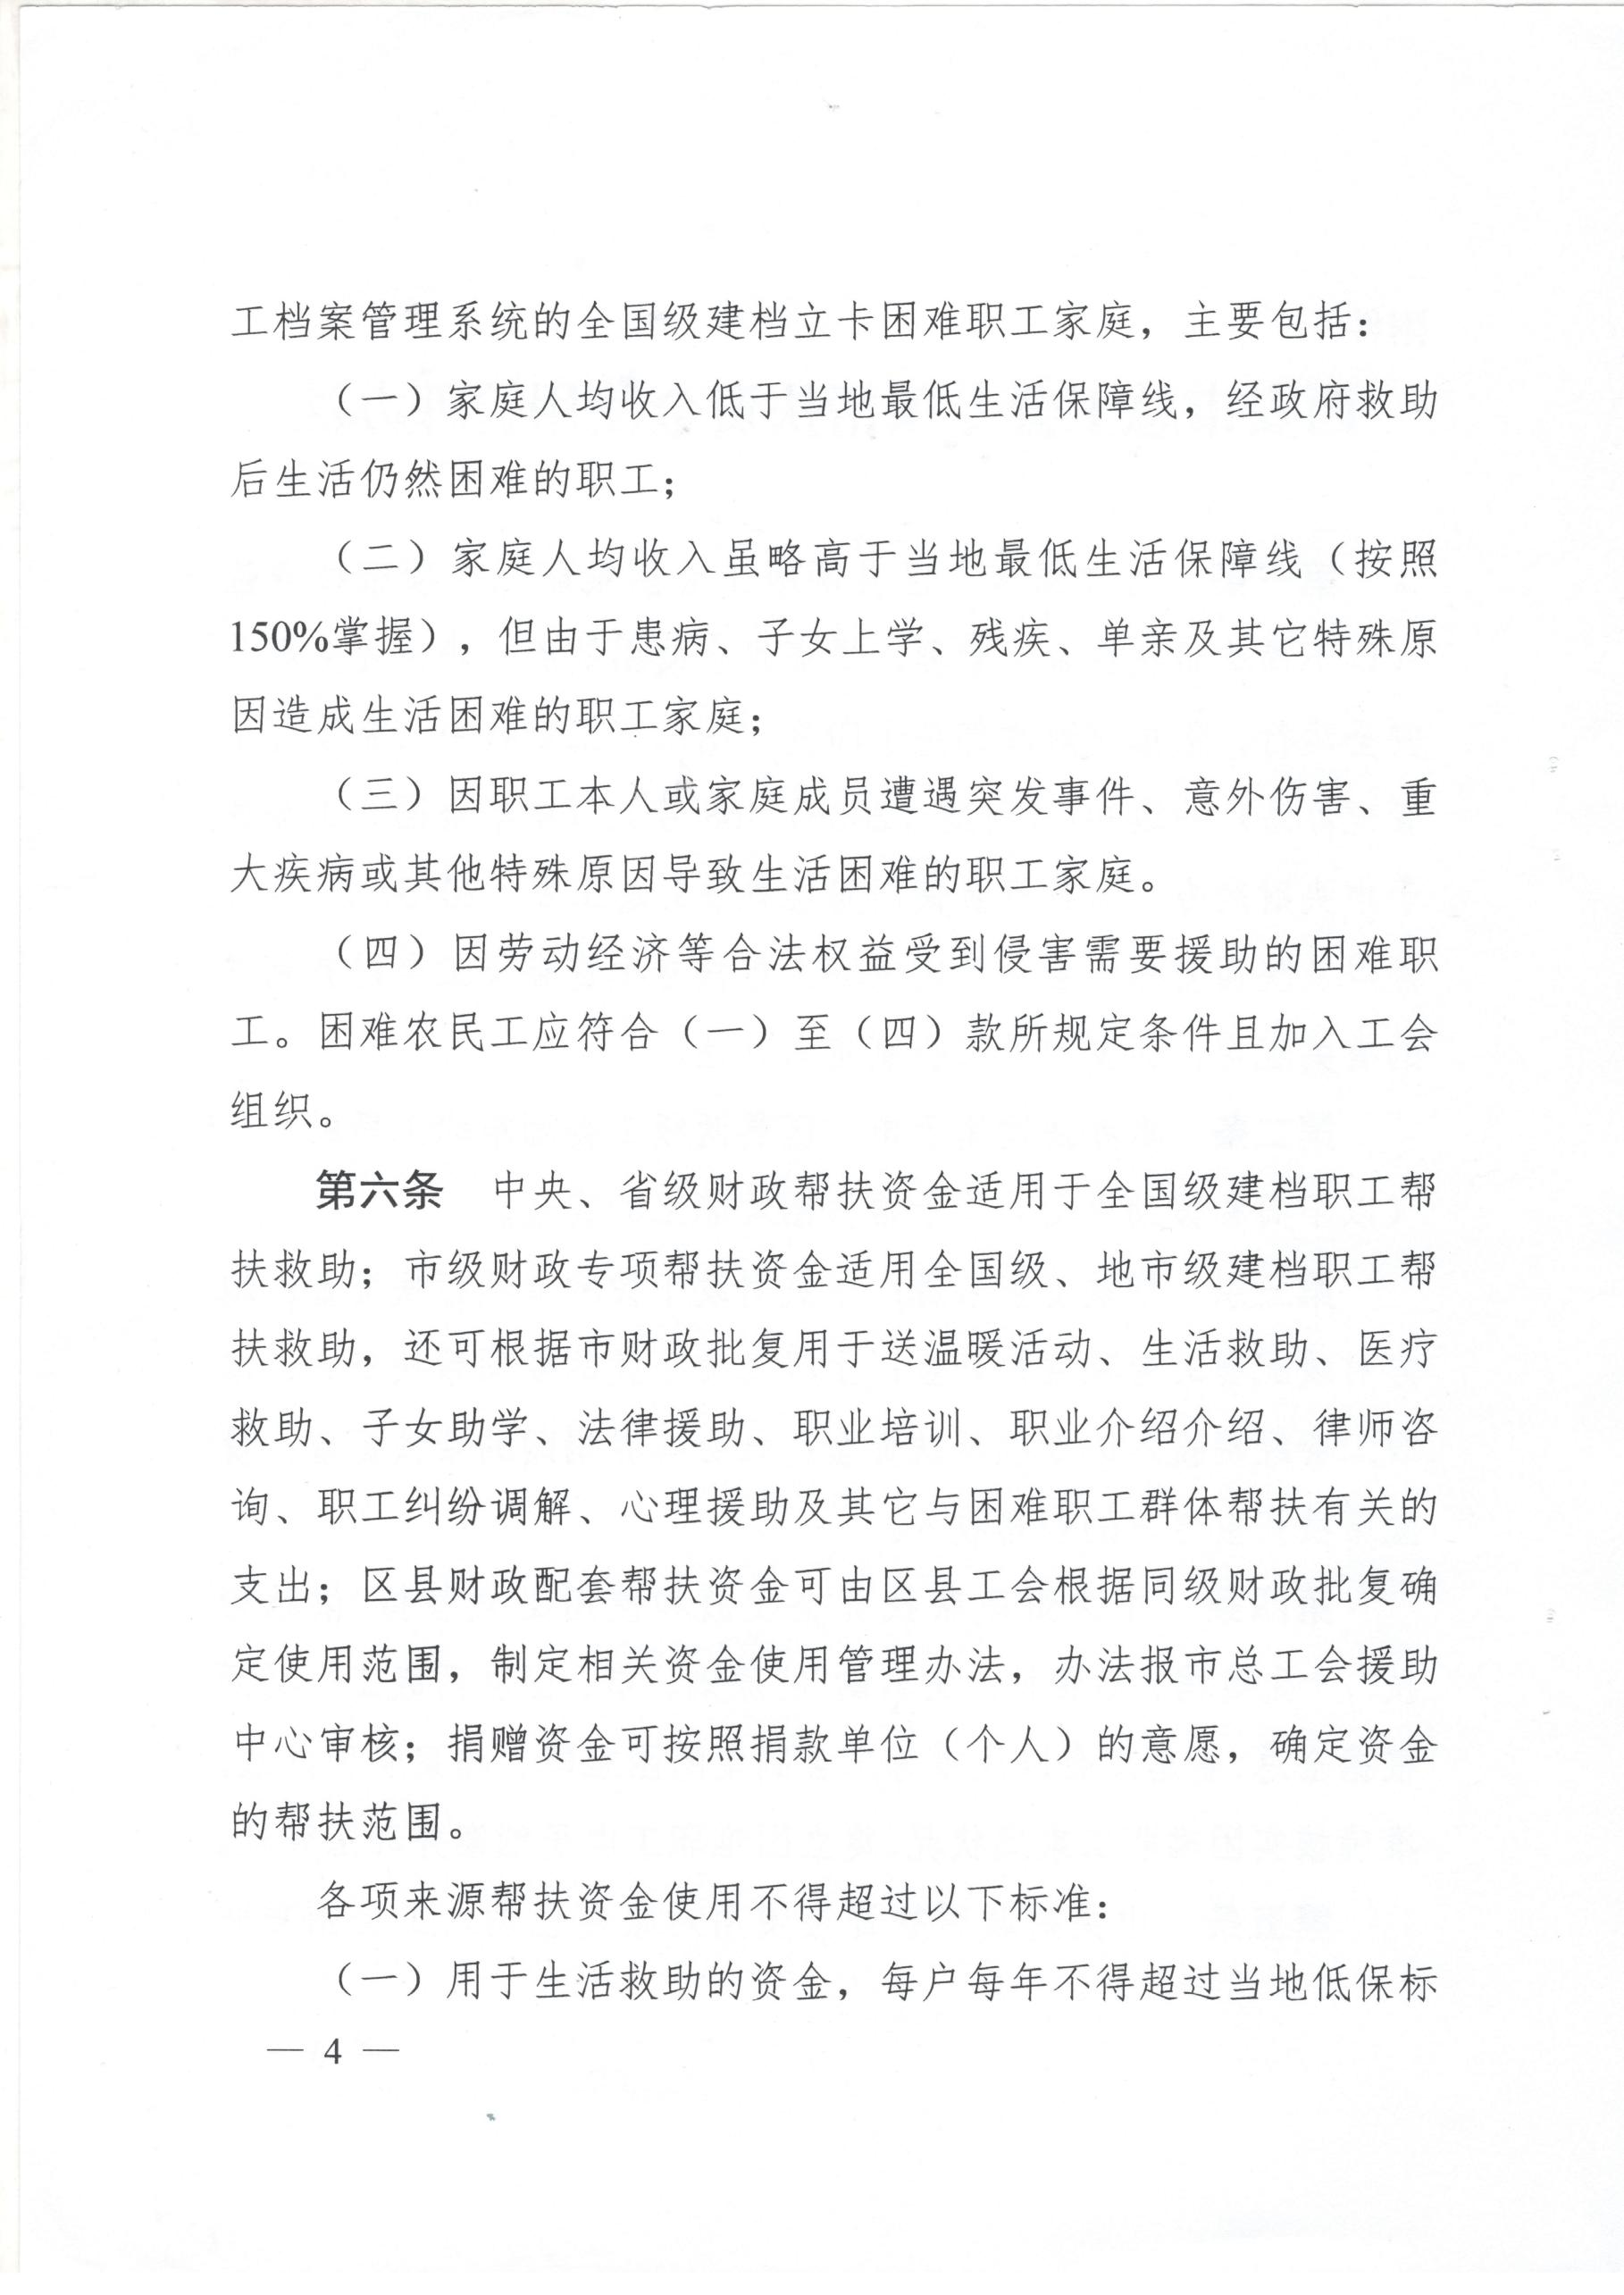 工档案管理系统的全国级建档立卡困难职工家庭，主要包括：
（一）家庭人均收入低于当地最低生活保障线，经政府救助
后生活仍然困难的职工；
（二）家庭人均收入虽略高于当地最低生活保障线（按照
150%掌握），但由于患病、子女上学、残疾、单亲及其它特殊原
因造成生活困难的职工家庭；
（三）因职工本人或家庭成员遭遇突发事件、意外伤害、重
大疾病或其他特殊原因导致生活困难的职工家庭。
（四）因劳动经济等合法权益受到侵害需要援助的困难职
工。困难农民工应符合（一）至（四）款所规定条件且加入工会
组织。
第六条　中央、省级财政帮扶资金适用于全国级建档职工帮
扶救助；市级财政专项帮扶资金适用全国级、地市级建档职工帮
扶救助，还可根据市财政批复用于送温暖活动、生活救助、医疗
救助、子女助学、法律援助、职业培训、职业介绍介绍、律师咨
询、职工纠纷调解、心理援助及其它与困难职工群体帮扶有关的
支出；区县财政配套帮扶资金可由区县工会根据同级财政批复确
定使用范围，制定相关资金使用管理办法，办法报市总工会援助
中心审核；捐赠资金可按照捐款单位（个人）的意愿，确定资金
的帮扶范围。
各项来源帮扶资金使用不得超过以下标准：
（一）用于生活救助的资金，每户每年不得超过当地低保标
— 4 —